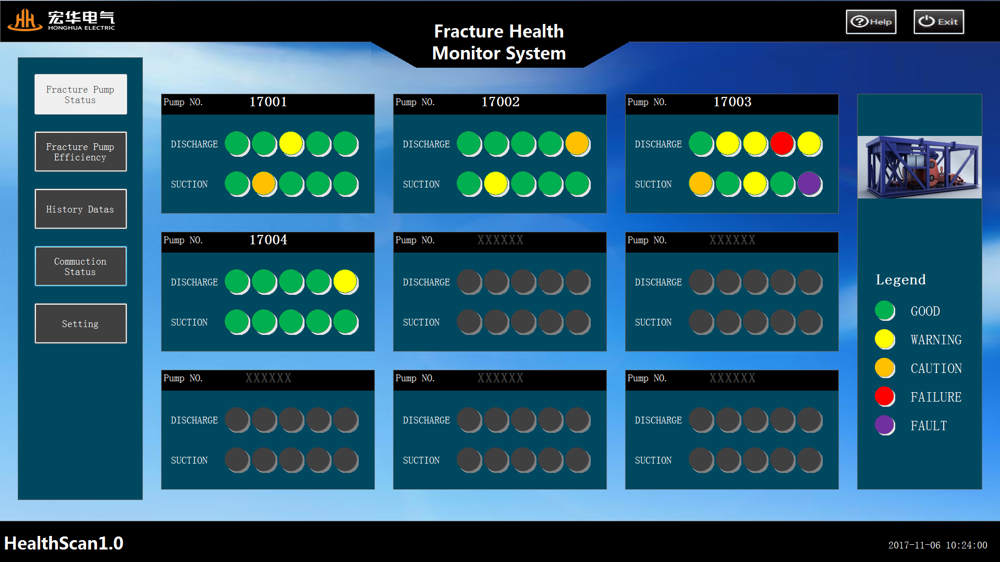 宏华电气
HONGHUA ELECTRIC
Fracture Health
Monitor System
Help
Exit
Fracture Pump
Status
Fracture Pump
Efficiency
History Datas
Commuction
Status
Setting
Pump NO. 17001
DISCHARGE
SUCTION
Pump NO. 17002
DISCHARGE
SUCTION
Pump NO. 17003
DISCHARGE
SUCTION
Pump NO. 17004
DISCHARGE
SUCTION
Pump NO. XXXXXX
DISCHARGE
SUCTION
Pump NO. XXXXXX
DISCHARGE
SUCTION
Pump NO. XXXXXX
DISCHARGE
SUCTION
Pump NO. XXXXXX
DISCHARGE
SUCTION
Pump NO. XXXXXX
DISCHARGE
SUCTION
Legend
GOOD
WARNING
CAUTION
FAILURE
FAULT
HealthScan1.0
2017-11-06 10:24:00